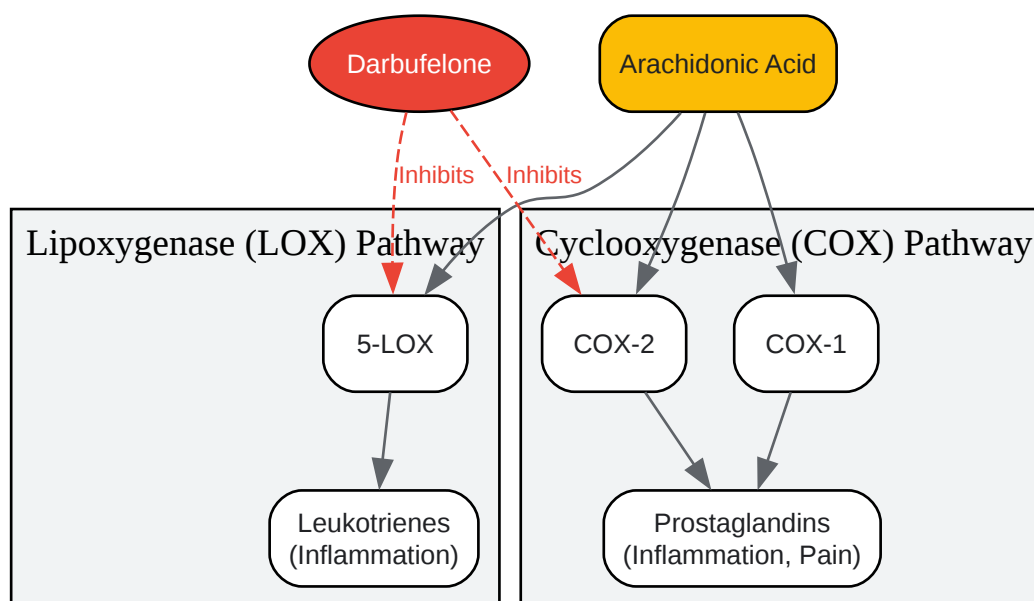 Darbufelone
Arachidonic Acid
Inhibits
Inhibits
Lipoxygenase (LOX) Pathway
Cyclooxygenase (COX) Pathway
5-LOX
COX-2
COX-1
Leukotrienes
(Inflammation)
Prostaglandins
(Inflammation, Pain)